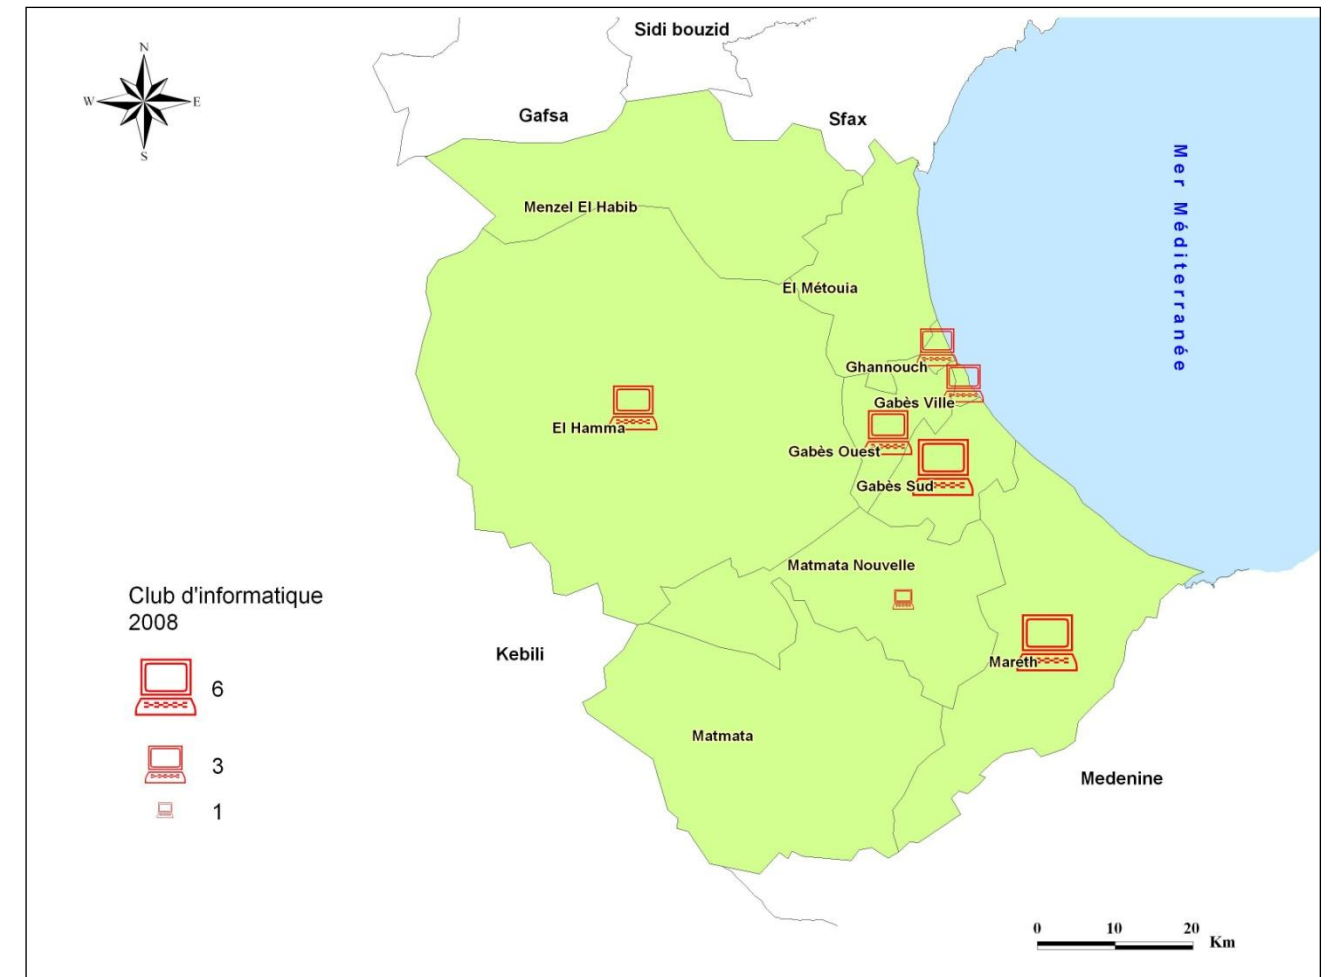 Sidi bouzid
N
W
E
S
Gafsa
Sfax
Mer Méditerranée
Menzel El Habib
El Métouia
Ghannouch
Gabès Ville
El Hamma
Gabès Ouest
Gabès Sud
Matmata Nouvelle
Club d'informatique
2008
Kebili
Mareth
6
Matmata
3
Medenine
1
0 10 20
Km